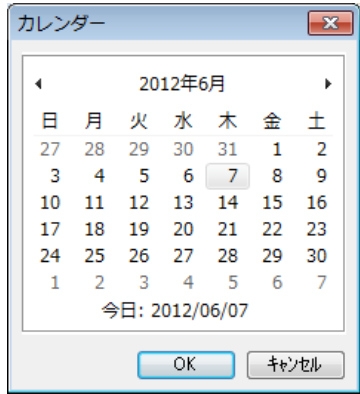 カレンダー
2012年6月
日 月 火 水 木 金 土
27 28 29 30 31 1 2
3 4 5 6 7 8 9
10 11 12 13 14 15 16
17 18 19 20 21 22 23
24 25 26 27 28 29 30
1 2 3 4 5 6 7
今日: 2012/06/07
OK キャンセル